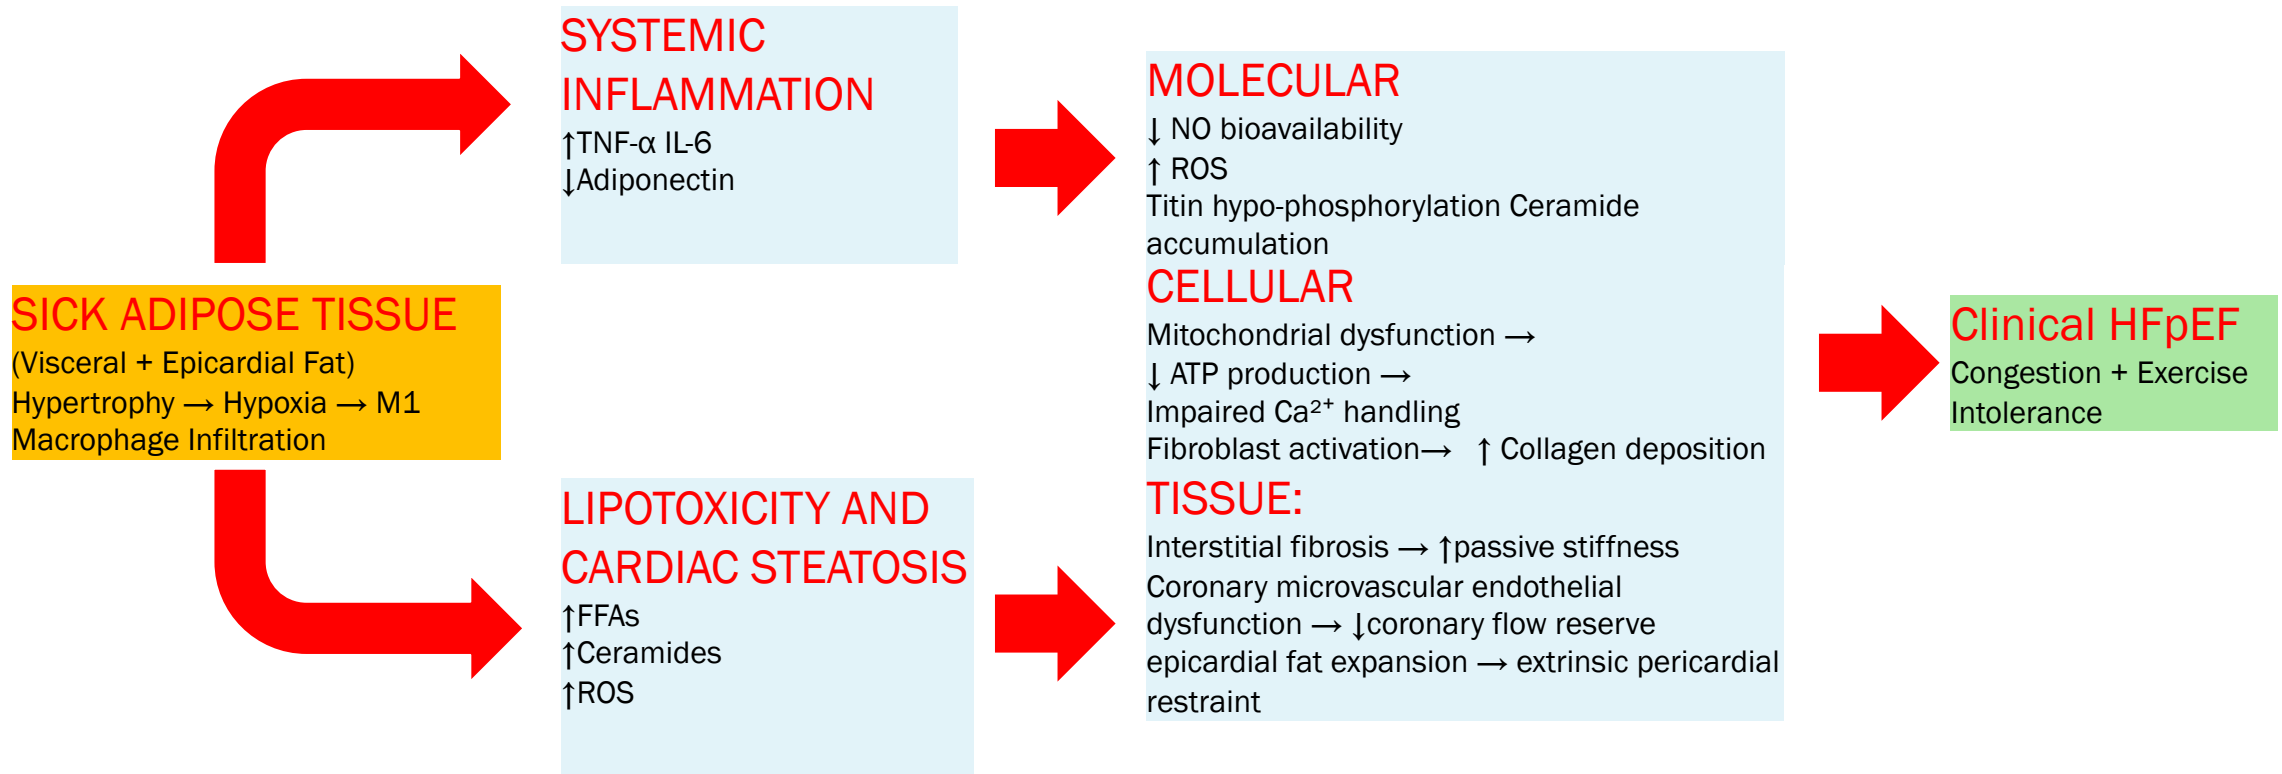 SICK ADIPOSE TISSUE
(Visceral + Epicardial Fat)
Hypertrophy → Hypoxia → M1
Macrophage Infiltration
SYSTEMIC
INFLAMMATION
↑TNF-α IL-6
↓Adiponectin
LIPOTOXICITY AND
CARDIAC STEATOSIS
↑FFAs
↑Ceramides
↑ROS
MOLECULAR
↓ NO bioavailability
↑ ROS
Titin hypo-phosphorylation Ceramide
accumulation
CELLULAR
Mitochondrial dysfunction →
↓ ATP production →
Impaired Ca²⁺ handling
Fibroblast activation→ ↑ Collagen deposition
TISSUE:
Interstitial fibrosis → ↑passive stiffness
Coronary microvascular endothelial
dysfunction → ↓coronary flow reserve
epicardial fat expansion → extrinsic pericardial
restraint
Clinical HFpEF
Congestion + Exercise
Intolerance